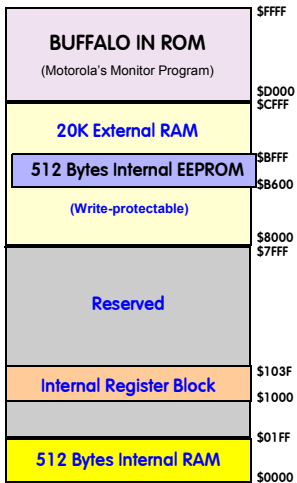 $FFFF
BUFFALO IN ROM
(Motorola's Monitor Program)
$D000
$CFFF
20K External RAM
$BFFF
512 Bytes Internal EEPROM
$B600
(Write-protectable)
$8000
$7FFF
Reserved
$103F
Internal Register Block
$1000
$01FF
512 Bytes Internal RAM
$0000